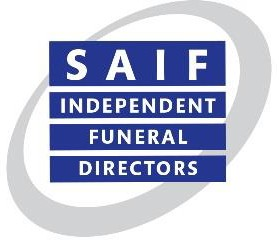 SAIF
INDEPENDENT
FUNERAL
DIRECTORS